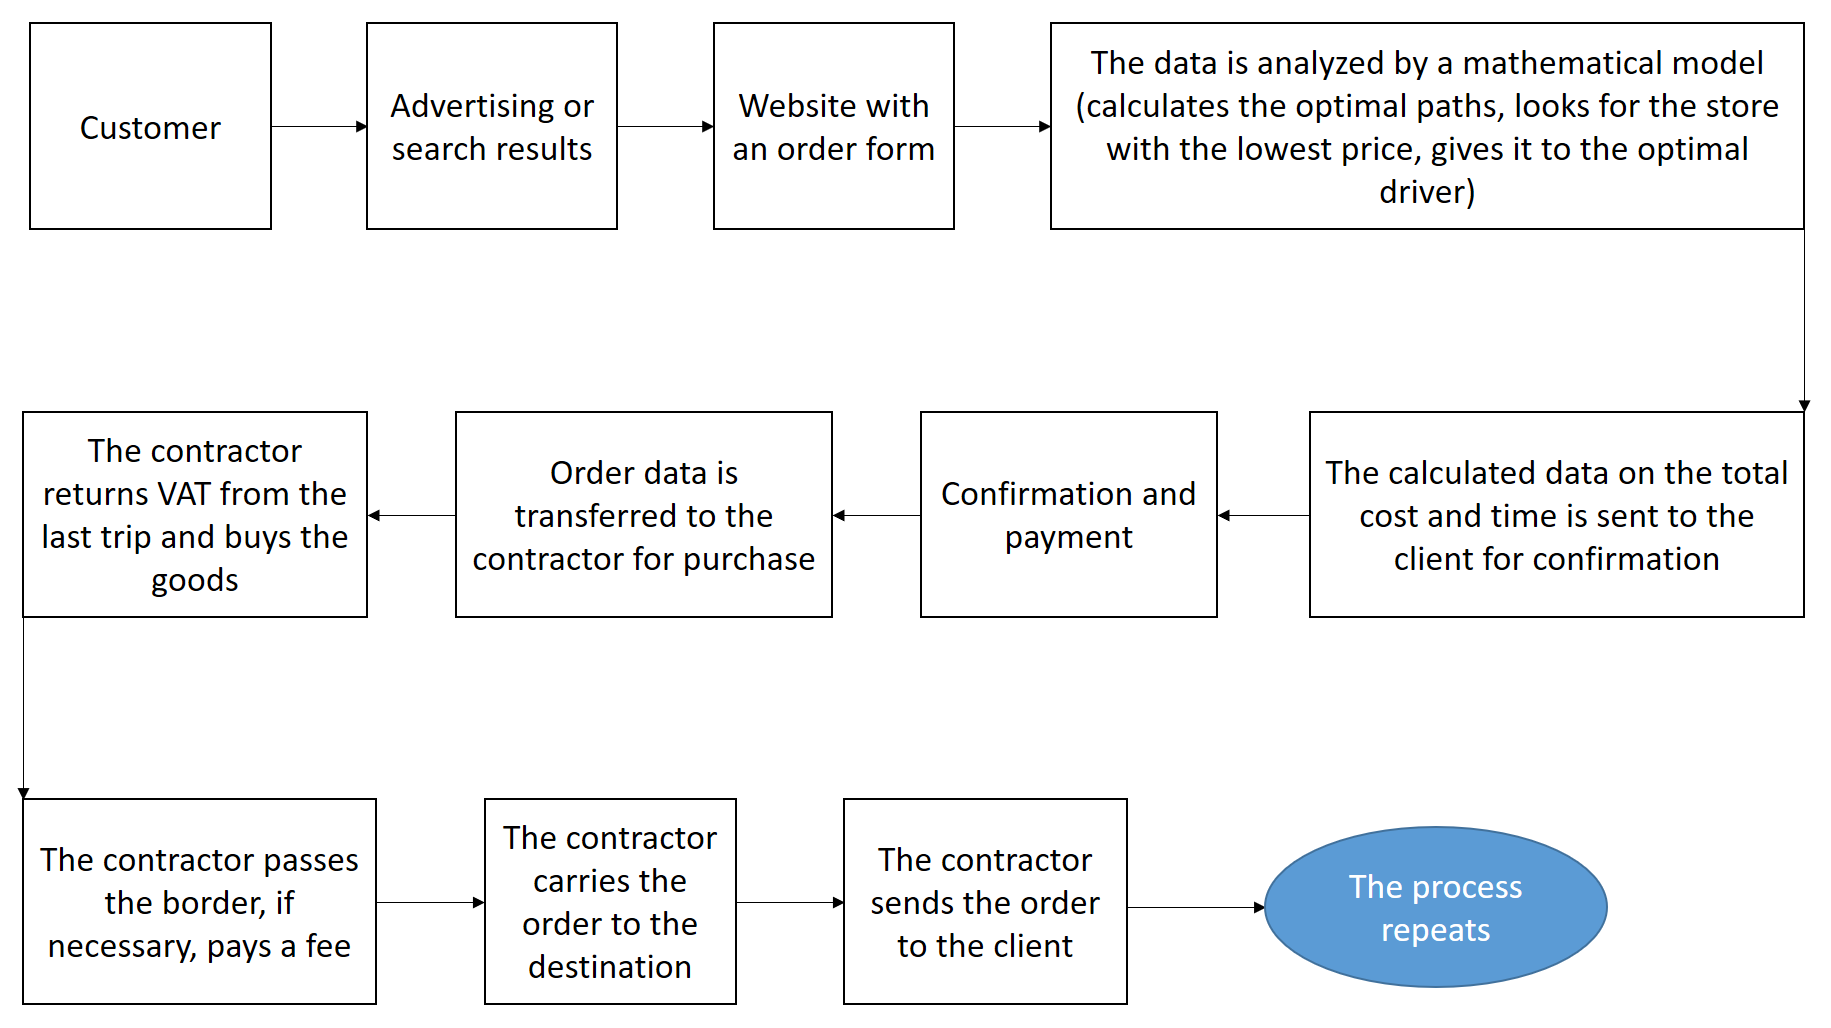 Customer
Advertising or
search results
Website with
an order form
The data is analyzed by a mathematical model
(calculates the optimal paths, looks for the store
with the lowest price, gives it to the optimal
driver)
The calculated data on the total
cost and time is sent to the
client for confirmation
Confirmation and
payment
Order data is
transferred to the
contractor for purchase
The contractor
returns VAT from the
last trip and buys the
goods
The contractor passes
the border, if
necessary, pays a fee
The contractor
carries the
order to the
destination
The contractor
sends the order
to the client
The process
repeats